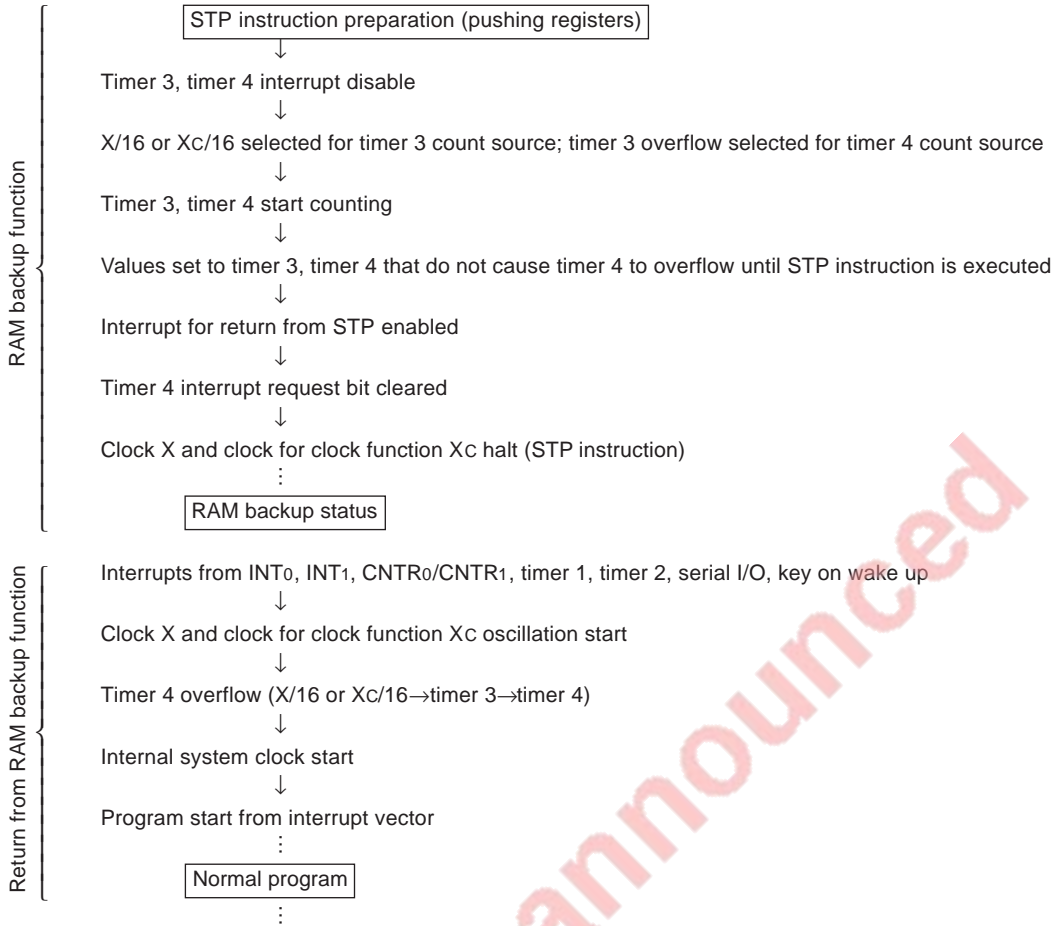 STP instruction preparation (pushing registers)
↓
Timer 3, timer 4 interrupt disable
↓
X/16 or XC/16 selected for timer 3 count source; timer 3 overflow selected for timer 4 count source
↓
Timer 3, timer 4 start counting
↓
Values set to timer 3, timer 4 that do not cause timer 4 to overflow until STP instruction is executed
↓
Interrupt for return from STP enabled
↓
Timer 4 interrupt request bit cleared
↓
Clock X and clock for clock function XC halt (STP instruction)
⋮
RAM backup status
RAM backup function
Interrupts from INT0, INT1, CNTR0/CNTR1, timer 1, timer 2, serial I/O, key on wake up
↓
Clock X and clock for clock function XC oscillation start
↓
Timer 4 overflow (X/16 or XC/16→timer 3→timer 4)
↓
Internal system clock start
↓
Program start from interrupt vector
⋮
Normal program
⋮
Return from RAM backup function
announced